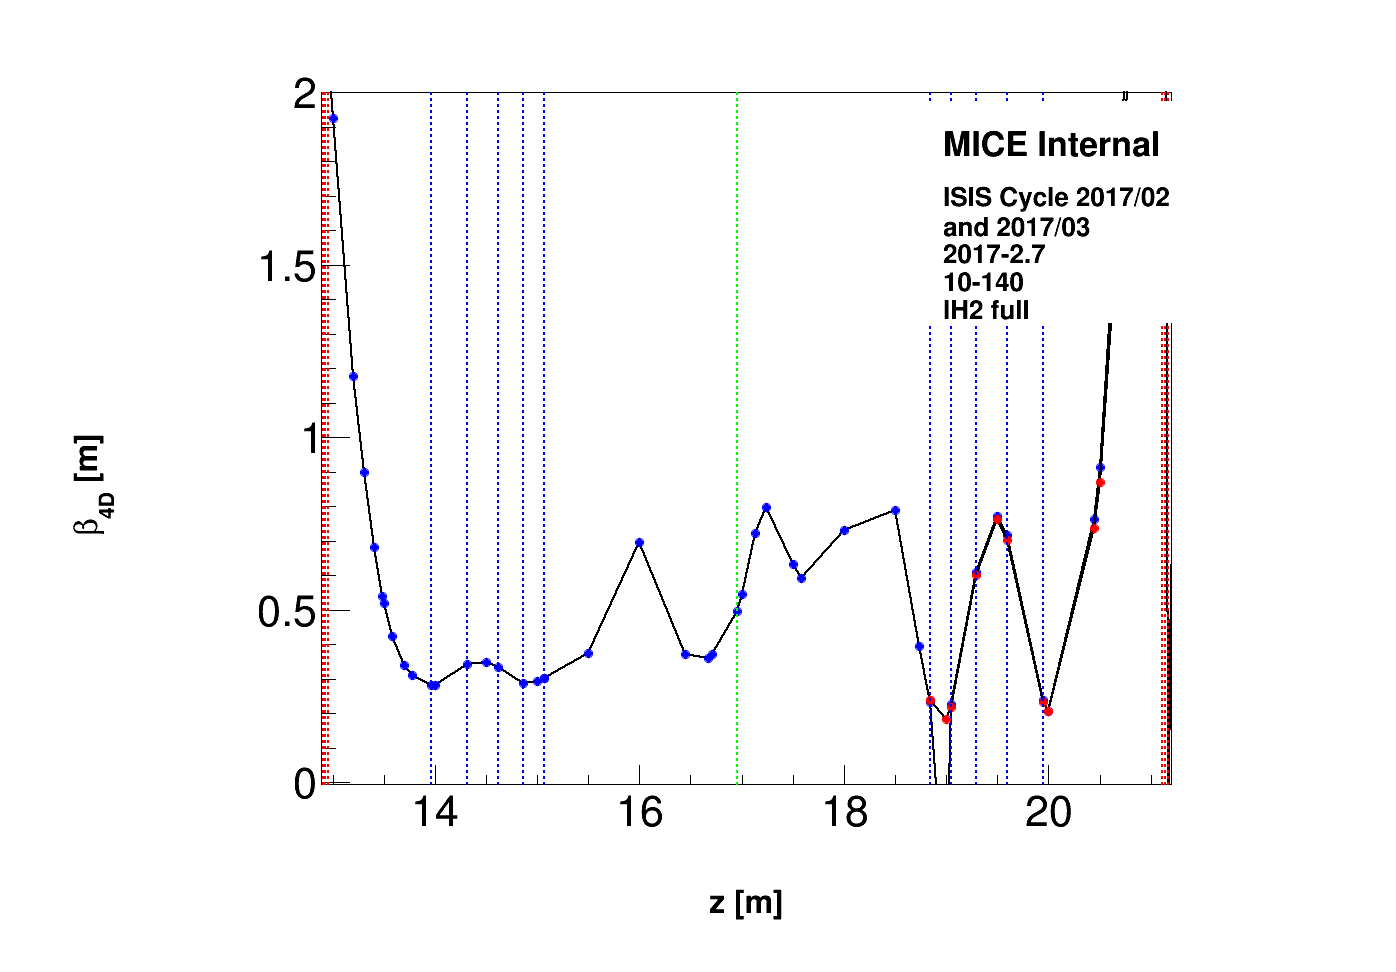 2
1.5
1
0.5
0
14 16 18 20
β4D [m]
z [m]
MICE Internal
ISIS Cycle 2017/02
and 2017/03
2017-2.7
10-140
lH2 full